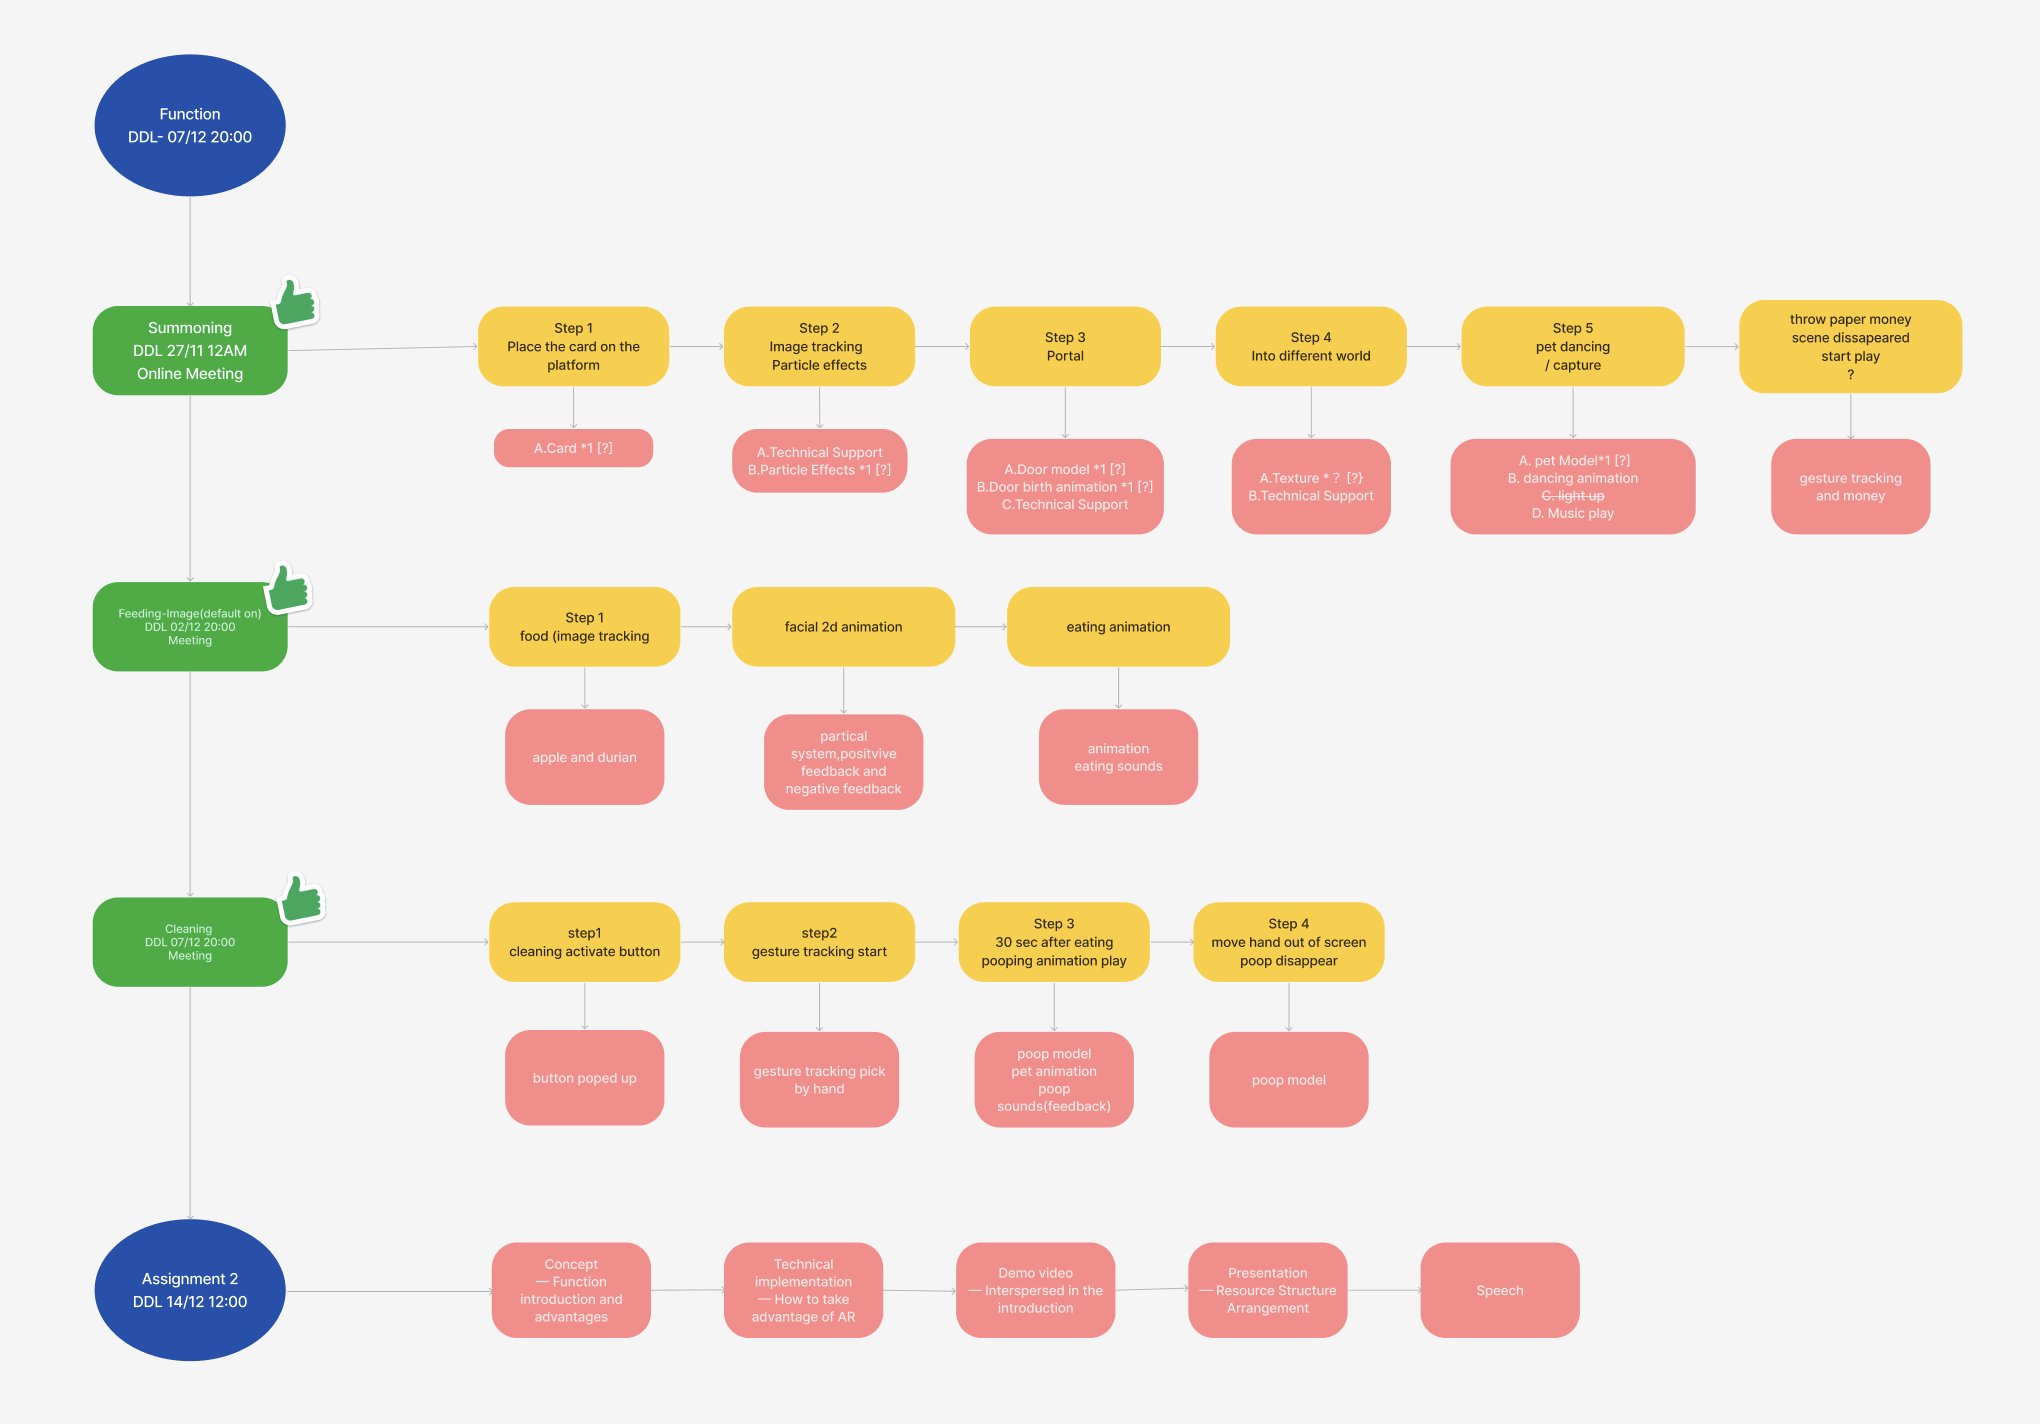 Function
DDL- 07/12 20:00
Summoning
DDL 27/11 12AM
Online Meeting
Step 1
Place the card on the
platform
Step 2
Image tracking
Particle effects
Step 3
Portal
Step 4
Into different world
Step 5
pet dancing
/ capture
throw paper money
scene dissapeared
start play
?
A.Card *1 [?]
A.Technical Support
B.Particle Effects *1 [?]
A.Door model *1 [?]
B.Door birth animation *1 [?]
C.Technical Support
A.Texture *？ [?}
B.Technical Support
A. pet Model*1 [?]
B. dancing animation
C. light up
D. Music play
gesture tracking
and money
Feeding-Image(default on)
DDL 02/12 20:00
Meeting
Step 1
food (image tracking
facial 2d animation
eating animation
apple and durian
partical
system,positvive
feedback and
negative feedback
animation
eating sounds
Cleaning
DDL 07/12 20:00
Meeting
step1
cleaning activate button
step2
gesture tracking start
Step 3
30 sec after eating
pooping animation play
Step 4
move hand out of screen
poop disappear
button poped up
gesture tracking pick
by hand
poop model
pet animation
poop
sounds(feedback)
poop model
Assignment 2
DDL 14/12 12:00
Concept
— Function
introduction and
advantages
Technical
implementation
— How to take
advantage of AR
Demo video
— Interspersed in the
introduction
Presentation
— Resource Structure
Arrangement
Speech